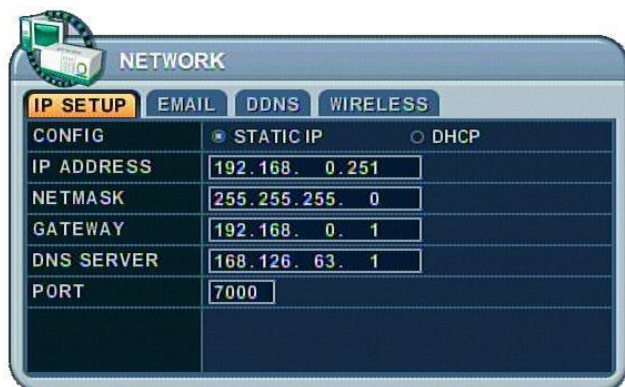 NETWORK
IP SETUP EMAIL DDNS WIRELESS
CONFIG STATIC IP DHCP
IP ADDRESS 192.168. 0.251
NETMASK 255.255.255. 0
GATEWAY 192.168. 0. 1
DNS SERVER 168.126. 63. 1
PORT 7000